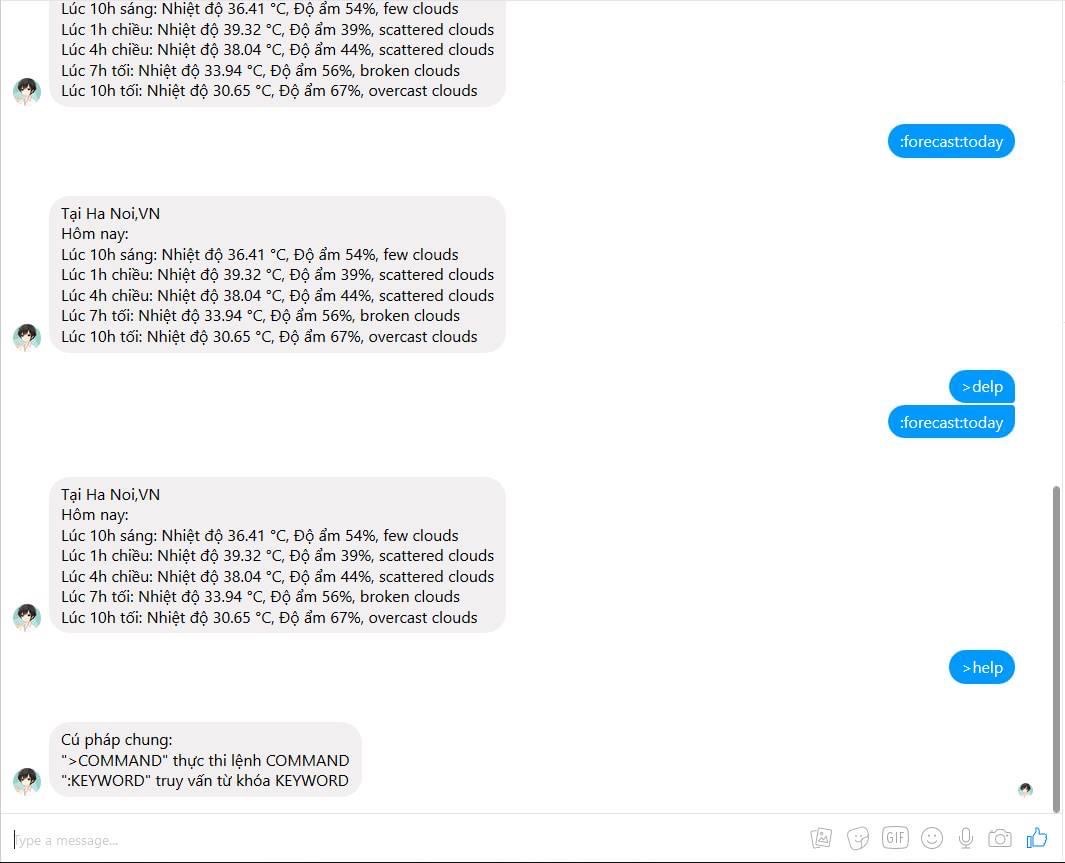 Lúc 10h sáng: Nhiệt độ 36.41 °C, Độ ẩm 54%, few clouds
Lúc 1h chiều: Nhiệt độ 39.32 °C, Độ ẩm 39%, scattered clouds
Lúc 4h chiều: Nhiệt độ 38.04 °C, Độ ẩm 44%, scattered clouds
Lúc 7h tối: Nhiệt độ 33.94 °C, Độ ẩm 56%, broken clouds
Lúc 10h tối: Nhiệt độ 30.65 °C, Độ ẩm 67%, overcast clouds
:forecast:today
Tại Ha Noi,VN
Hôm nay:
Lúc 10h sáng: Nhiệt độ 36.41 °C, Độ ẩm 54%, few clouds
Lúc 1h chiều: Nhiệt độ 39.32 °C, Độ ẩm 39%, scattered clouds
Lúc 4h chiều: Nhiệt độ 38.04 °C, Độ ẩm 44%, scattered clouds
Lúc 7h tối: Nhiệt độ 33.94 °C, Độ ẩm 56%, broken clouds
Lúc 10h tối: Nhiệt độ 30.65 °C, Độ ẩm 67%, overcast clouds
>delp
:forecast:today
Tại Ha Noi,VN
Hôm nay:
Lúc 10h sáng: Nhiệt độ 36.41 °C, Độ ẩm 54%, few clouds
Lúc 1h chiều: Nhiệt độ 39.32 °C, Độ ẩm 39%, scattered clouds
Lúc 4h chiều: Nhiệt độ 38.04 °C, Độ ẩm 44%, scattered clouds
Lúc 7h tối: Nhiệt độ 33.94 °C, Độ ẩm 56%, broken clouds
Lúc 10h tối: Nhiệt độ 30.65 °C, Độ ẩm 67%, overcast clouds
>help
Cú pháp chung:
">COMMAND" thực thi lệnh COMMAND
":KEYWORD" truy vấn từ khóa KEYWORD
Type a message...
GIF